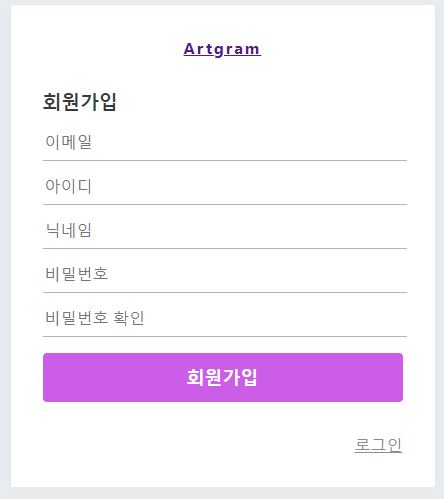 Artgram
회원가입
이메일
아이디
닉네임
비밀번호
비밀번호 확인
회원가입
로그인